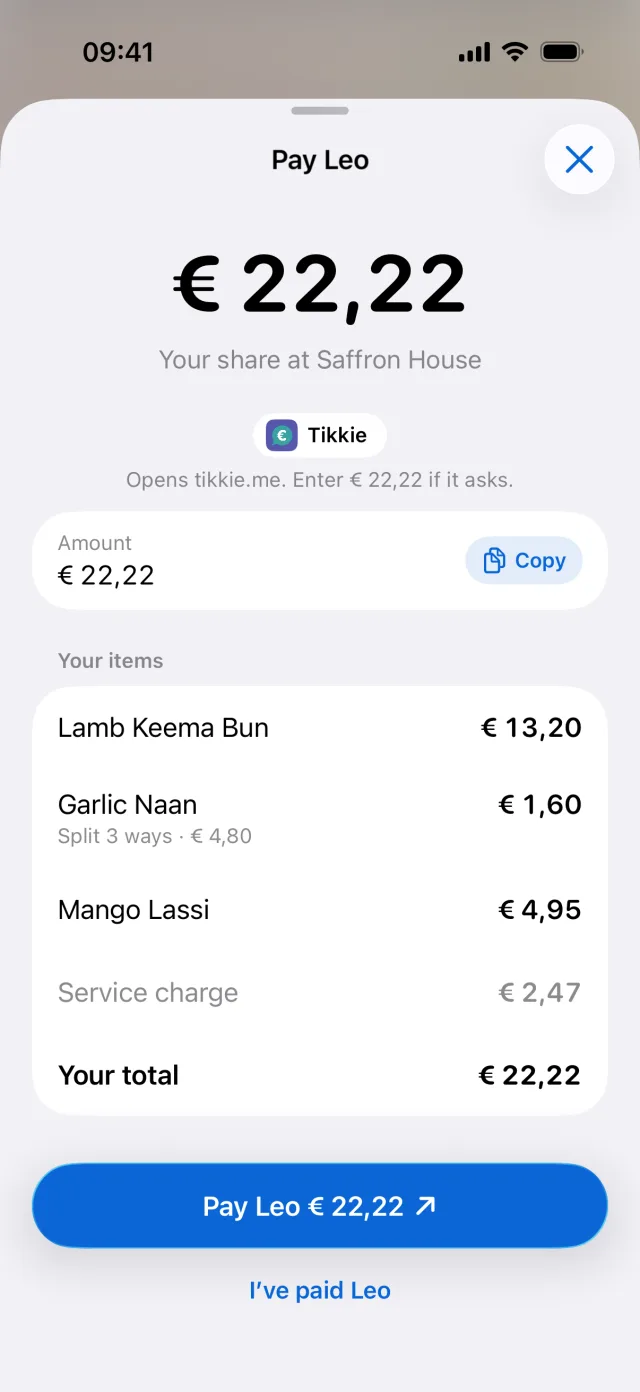 09:41
Pay Leo
€ 22,22
Your share at Saffron House
€ Tikkie
Opens tikkie.me. Enter € 22,22 if it asks.
Amount
€ 22,22
Copy
Your items
Lamb Keema Bun € 13,20
Garlic Naan € 1,60
Split 3 ways · € 4,80
Mango Lassi € 4,95
Service charge € 2,47
Your total € 22,22
Pay Leo € 22,22
I’ve paid Leo